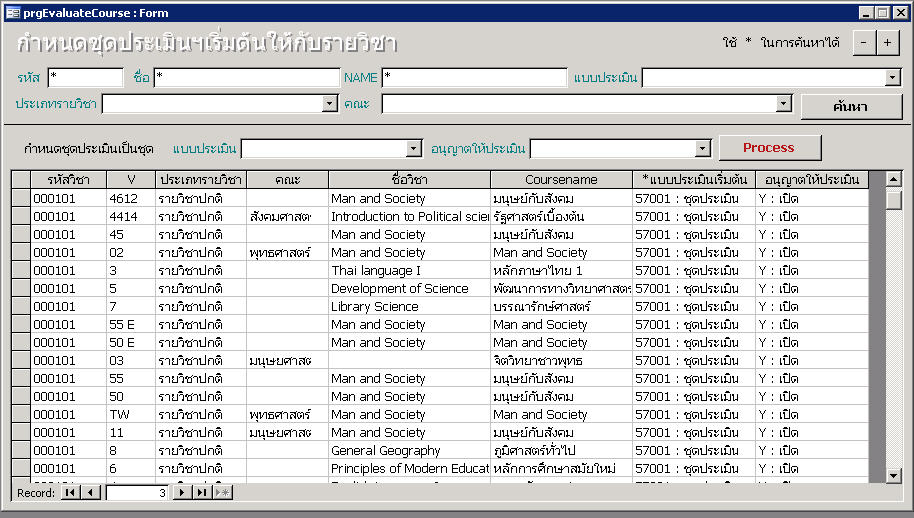 prgEvaluateCourse : Form
กำหนดชุดประเมินฯเริ่มต้นให้กับรายวิชา ใช้ * ในการค้นหาได้ - +
รหัส * ชื่อ * NAME * แบบประเมิน
ประเภทรายวิชา คณะ ค้นหา
กำหนดชุดประเมินเป็นชุด แบบประเมิน อนุญาตให้ประเมิน Process
รหัสวิชา V ประเภทรายวิชา คณะ ชื่อวิชา Coursename *แบบประเมินเริ่มต้น อนุญาตให้ประเมิน
000101 4612 รายวิชาปกติ Man and Society มนุษย์กับสังคม 57001 : ชุดประเมิน Y : เปิด
000101 4414 รายวิชาปกติ สังคมศาสต Introduction to Political scien รัฐศาสตร์เบื้องต้น 57001 : ชุดประเมิน Y : เปิด
000101 45 รายวิชาปกติ Man and Society มนุษย์กับสังคม 57001 : ชุดประเมิน Y : เปิด
000101 02 รายวิชาปกติ พุทธศาสตร์ Man and Society Man and Society 57001 : ชุดประเมิน Y : เปิด
000101 3 รายวิชาปกติ Thai language I หลักภาษาไทย 1 57001 : ชุดประเมิน Y : เปิด
000101 5 รายวิชาปกติ Development of Science พัฒนาการทางวิทยาศาสตร 57001 : ชุดประเมิน Y : เปิด
000101 7 รายวิชาปกติ Library Science บรรณารักษ์ศาสตร์ 57001 : ชุดประเมิน Y : เปิด
000101 55 E รายวิชาปกติ Man and Society Man and Society 57001 : ชุดประเมิน Y : เปิด
000101 50 E รายวิชาปกติ Man and Society Man and Society 57001 : ชุดประเมิน Y : เปิด
000101 03 รายวิชาปกติ มนุษยศาสต จิตวิทยาชาวพุทธ 57001 : ชุดประเมิน Y : เปิด
000101 55 รายวิชาปกติ Man and Society มนุษย์กับสังคม 57001 : ชุดประเมิน Y : เปิด
000101 50 รายวิชาปกติ Man and Society มนุษย์กับสังคม 57001 : ชุดประเมิน Y : เปิด
000101 TW รายวิชาปกติ พุทธศาสตร์ Man and Society Man and Society 57001 : ชุดประเมิน Y : เปิด
000101 11 รายวิชาปกติ มนุษยศาสต Man and Society มนุษย์กับสังคม 57001 : ชุดประเมิน Y : เปิด
000101 8 รายวิชาปกติ General Geography ภูมิศาสตร์ทั่วไป 57001 : ชุดประเมิน Y : เปิด
000101 6 รายวิชาปกติ Principles of Modern Educat หลักการศึกษาสมัยใหม่ 57001 : ชุดประเมิน Y : เปิด
Record: 3